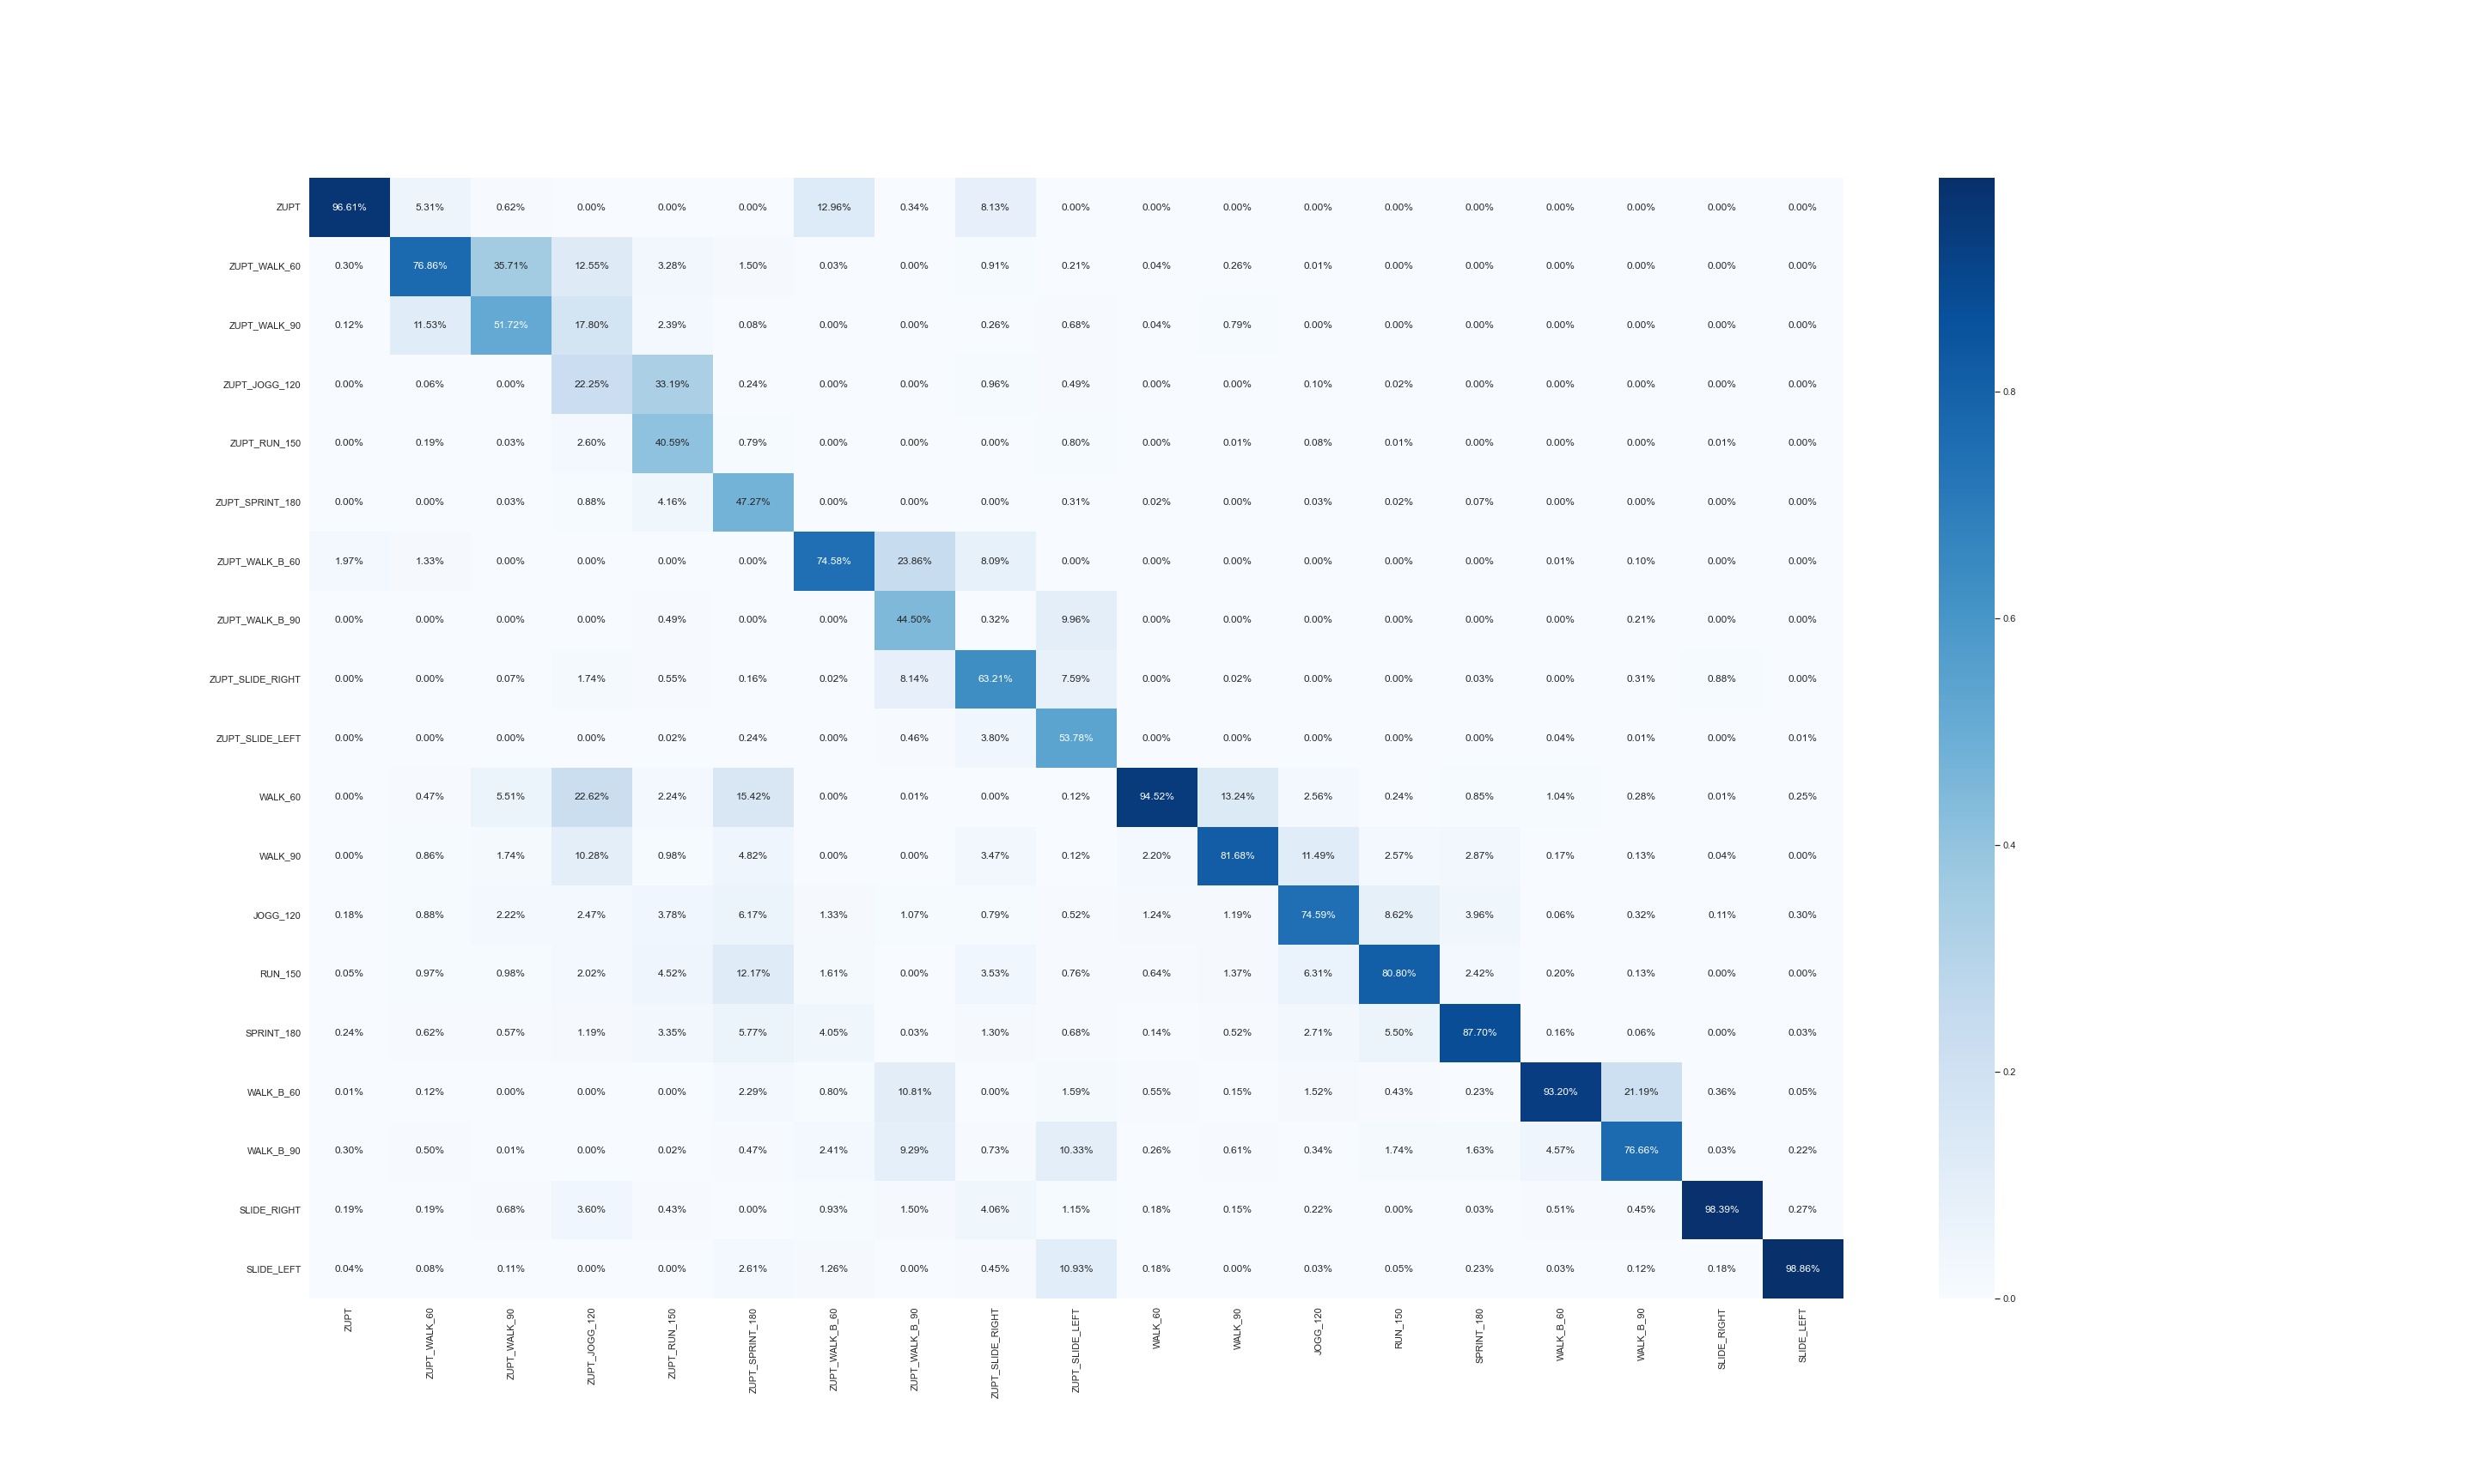 ZUPT 96.61% 5.31% 0.62% 0.00% 0.00% 0.00% 12.96% 0.34% 8.13% 0.00% 0.00% 0.00% 0.00% 0.00% 0.00% 0.00% 0.00% 0.00% 0.00%
ZUPT_WALK_60 0.30% 76.86% 35.71% 12.55% 3.28% 1.50% 0.03% 0.00% 0.91% 0.21% 0.04% 0.26% 0.01% 0.00% 0.00% 0.00% 0.00% 0.00% 0.00%
ZUPT_WALK_90 0.12% 11.53% 51.72% 17.80% 2.39% 0.08% 0.00% 0.00% 0.26% 0.68% 0.04% 0.79% 0.00% 0.00% 0.00% 0.00% 0.00% 0.00% 0.00%
ZUPT_JOGG_120 0.00% 0.06% 0.00% 22.25% 33.19% 0.24% 0.00% 0.00% 0.96% 0.49% 0.00% 0.00% 0.10% 0.02% 0.00% 0.00% 0.00% 0.00% 0.00%
0.8
ZUPT_RUN_150 0.00% 0.19% 0.03% 2.60% 40.59% 0.79% 0.00% 0.00% 0.00% 0.80% 0.00% 0.01% 0.08% 0.01% 0.00% 0.00% 0.00% 0.01% 0.00%
ZUPT_SPRINT_180 0.00% 0.00% 0.03% 0.88% 4.16% 47.27% 0.00% 0.00% 0.00% 0.31% 0.02% 0.00% 0.03% 0.02% 0.07% 0.00% 0.00% 0.00% 0.00%
ZUPT_WALK_B_60 1.97% 1.33% 0.00% 0.00% 0.00% 0.00% 74.58% 23.86% 8.09% 0.00% 0.00% 0.00% 0.00% 0.00% 0.00% 0.01% 0.10% 0.00% 0.00%
ZUPT_WALK_B_90 0.00% 0.00% 0.00% 0.00% 0.49% 0.00% 0.00% 44.50% 0.32% 9.96% 0.00% 0.00% 0.00% 0.00% 0.00% 0.00% 0.21% 0.00% 0.00%
0.6
ZUPT_SLIDE_RIGHT 0.00% 0.00% 0.07% 1.74% 0.55% 0.16% 0.02% 8.14% 63.21% 7.59% 0.00% 0.02% 0.00% 0.00% 0.03% 0.00% 0.31% 0.88% 0.00%
ZUPT_SLIDE_LEFT 0.00% 0.00% 0.00% 0.00% 0.02% 0.24% 0.00% 0.46% 3.80% 53.78% 0.00% 0.00% 0.00% 0.00% 0.00% 0.04% 0.01% 0.00% 0.01%
WALK_60 0.00% 0.47% 5.51% 22.62% 2.24% 15.42% 0.00% 0.01% 0.00% 0.12% 94.52% 13.24% 2.56% 0.24% 0.85% 1.04% 0.28% 0.01% 0.25%
0.4
WALK_90 0.00% 0.86% 1.74% 10.28% 0.98% 4.82% 0.00% 0.00% 3.47% 0.12% 2.20% 81.68% 11.49% 2.57% 2.87% 0.17% 0.13% 0.04% 0.00%
JOGG_120 0.18% 0.88% 2.22% 2.47% 3.78% 6.17% 1.33% 1.07% 0.79% 0.52% 1.24% 1.19% 74.59% 8.62% 3.96% 0.06% 0.32% 0.11% 0.30%
RUN_150 0.05% 0.97% 0.98% 2.02% 4.52% 12.17% 1.61% 0.00% 3.53% 0.76% 0.64% 1.37% 6.31% 80.80% 2.42% 0.20% 0.13% 0.00% 0.00%
SPRINT_180 0.24% 0.62% 0.57% 1.19% 3.35% 5.77% 4.05% 0.03% 1.30% 0.68% 0.14% 0.52% 2.71% 5.50% 87.70% 0.16% 0.06% 0.00% 0.03%
0.2
WALK_B_60 0.01% 0.12% 0.00% 0.00% 0.00% 2.29% 0.80% 10.81% 0.00% 1.59% 0.55% 0.15% 1.52% 0.43% 0.23% 93.20% 21.19% 0.36% 0.05%
WALK_B_90 0.30% 0.50% 0.01% 0.00% 0.02% 0.47% 2.41% 9.29% 0.73% 10.33% 0.26% 0.61% 0.34% 1.74% 1.63% 4.57% 76.66% 0.03% 0.22%
SLIDE_RIGHT 0.19% 0.19% 0.68% 3.60% 0.43% 0.00% 0.93% 1.50% 4.06% 1.15% 0.18% 0.15% 0.22% 0.00% 0.03% 0.51% 0.45% 98.39% 0.27%
SLIDE_LEFT 0.04% 0.08% 0.11% 0.00% 0.00% 2.61% 1.26% 0.00% 0.45% 10.93% 0.18% 0.00% 0.03% 0.05% 0.23% 0.03% 0.12% 0.18% 98.86%
0.0
ZUPT
ZUPT_WALK_60
ZUPT_WALK_90
ZUPT_JOGG_120
ZUPT_RUN_150
ZUPT_SPRINT_180
ZUPT_WALK_B_60
ZUPT_WALK_B_90
ZUPT_SLIDE_RIGHT
ZUPT_SLIDE_LEFT
WALK_60
WALK_90
JOGG_120
RUN_150
SPRINT_180
WALK_B_60
WALK_B_90
SLIDE_RIGHT
SLIDE_LEFT